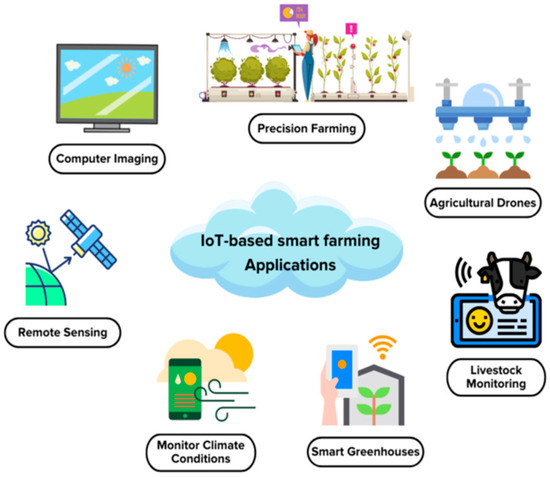 Precision Farming
Computer Imaging
Agricultural Drones
IoT-based smart farming
Applications
Remote Sensing
Livestock
Monitoring
Monitor Climate
Conditions
Smart Greenhouses